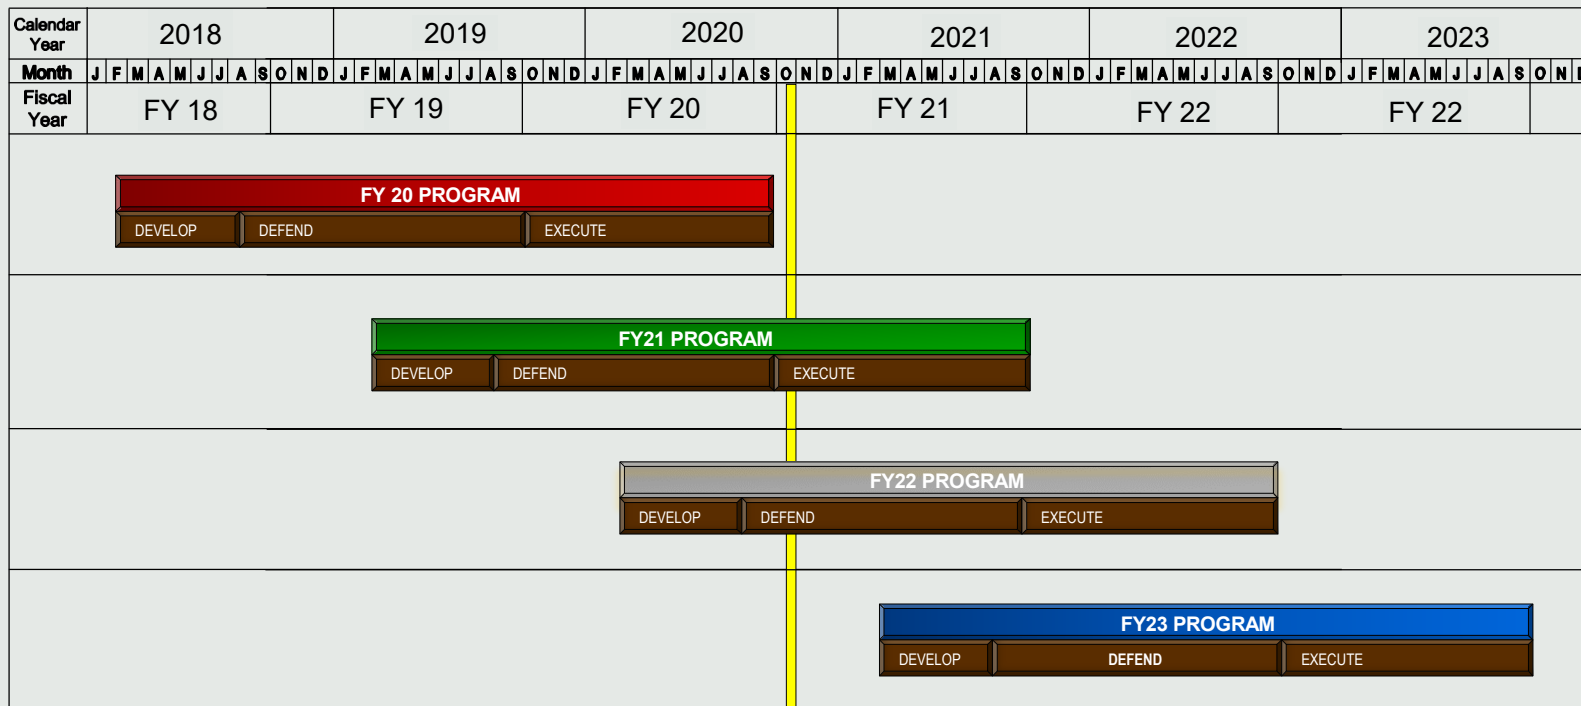 Calendar Year 2018 2019 2020 2021 2022 2023
Month J F M A M J J A S O N D J F M A M J J A S O N D J F M A M J J A S O N D J F M A M J J A S O N D J F M A M J J A S O N D J F M A M J J A S O N D
Fiscal Year FY 18 FY 19 FY 20 FY 21 FY 22 FY 22
FY 20 PROGRAM
DEVELOP DEFEND EXECUTE
FY21 PROGRAM
DEVELOP DEFEND EXECUTE
FY22 PROGRAM
DEVELOP DEFEND EXECUTE
FY23 PROGRAM
DEVELOP DEFEND EXECUTE